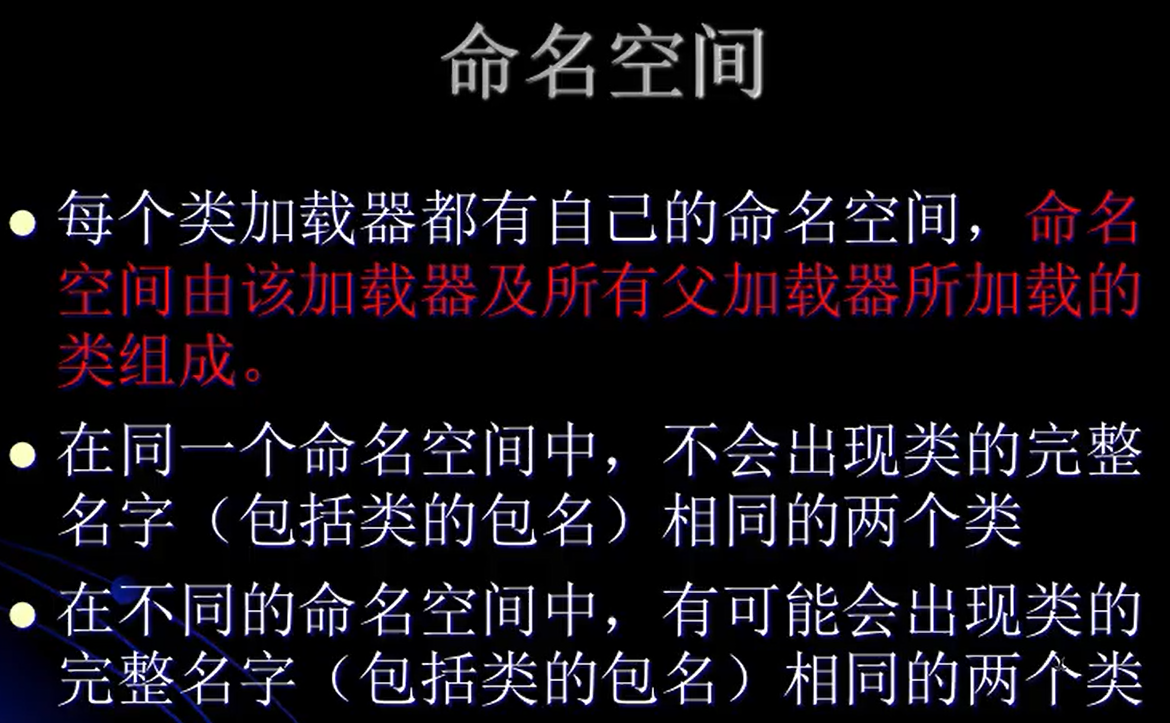 命名空间
每个类加载器都有自己的命名空间，命名
空间由该加载器及所有父加载器所加载的
类组成。
在同一个命名空间中，不会出现类的完整
名字（包括类的包名）相同的两个类
在不同的命名空间中，有可能会出现类的
完整名字（包括类的包名）相同的两个类